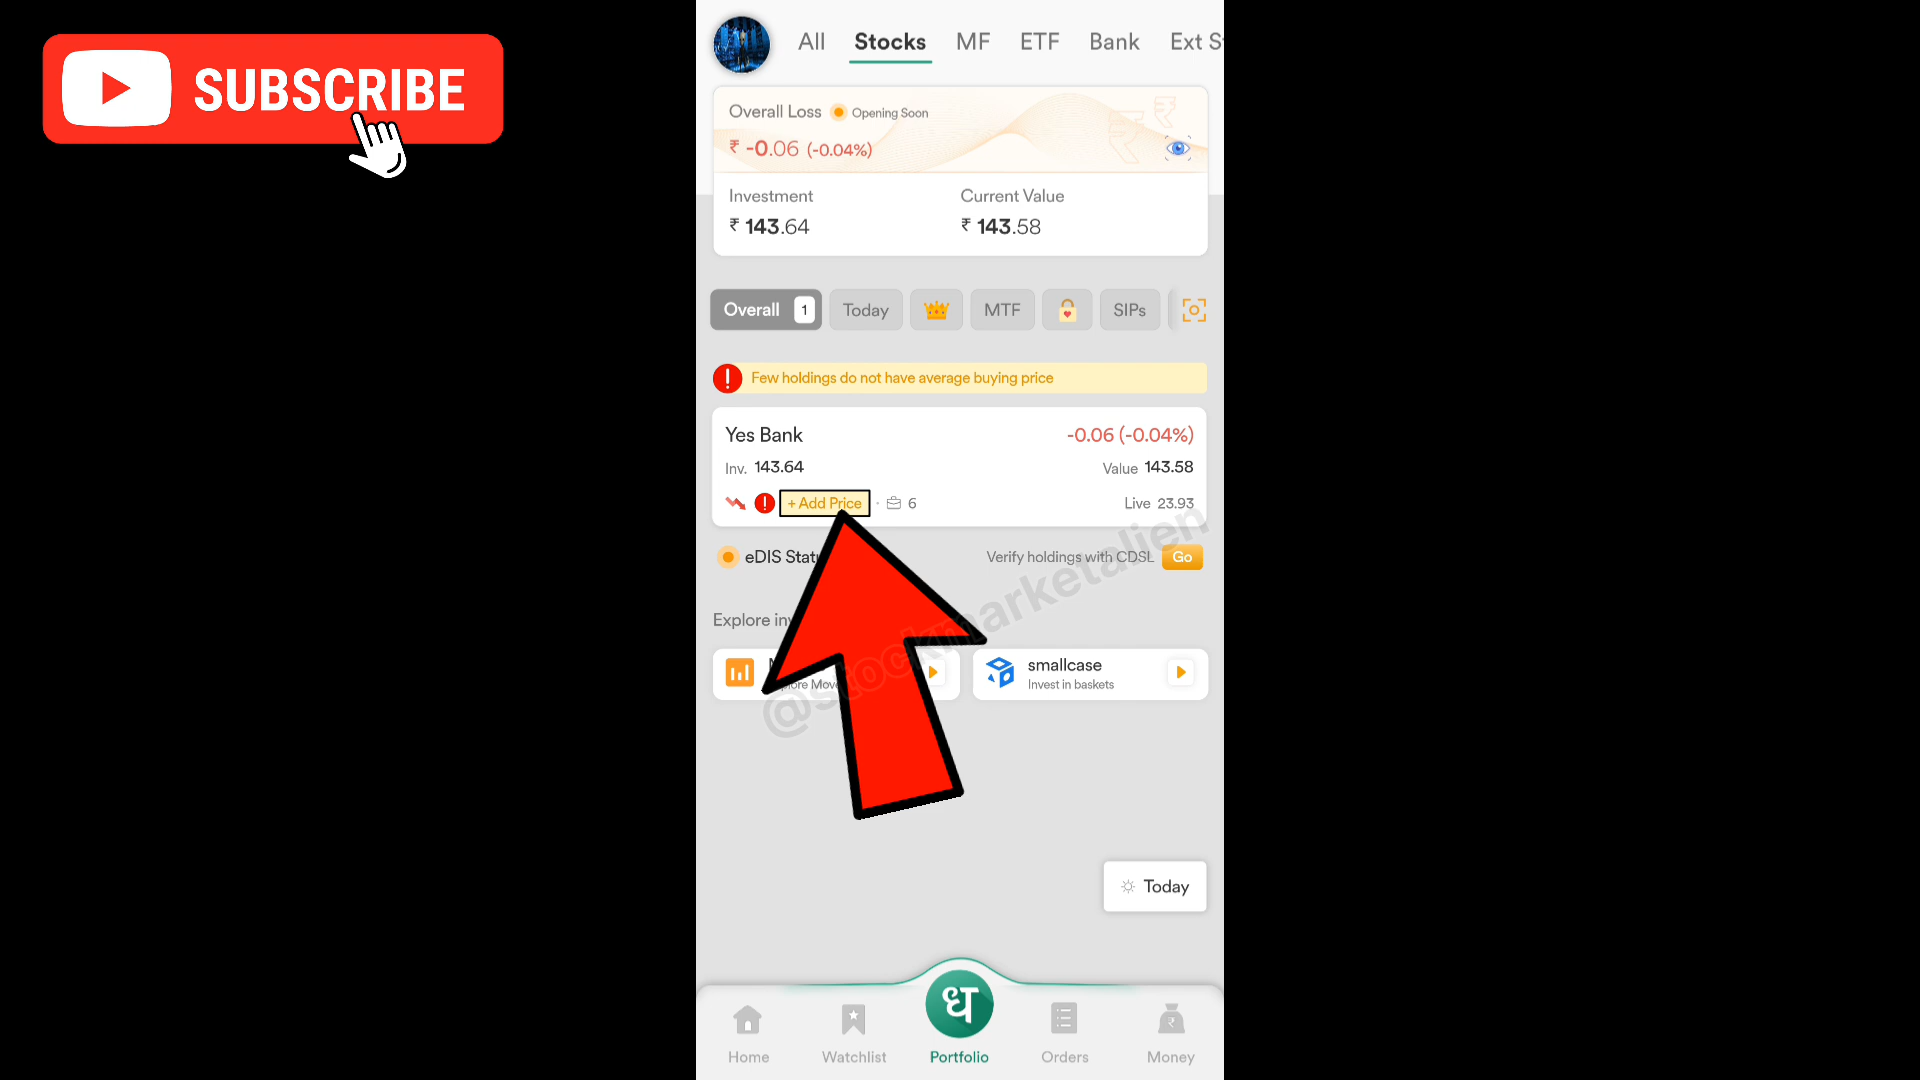 SUBSCRIBE
All Stocks MF ETF Bank Ext S
Overall Loss Opening Soon
₹ -0.06 (-0.04%)
Investment Current Value
₹ 143.64 ₹ 143.58
Overall 1 Today MTF SIPs
! Few holdings do not have average buying price
Yes Bank -0.06 (-0.04%)
Inv. 143.64 Value 143.58
! + Add Price · 6 Live 23.93
eDIS Verify holdings with CDSL Go
Explore
smallcase
Invest in baskets
@stockmarketalien
Today
ध
Home Watchlist Portfolio Orders Money